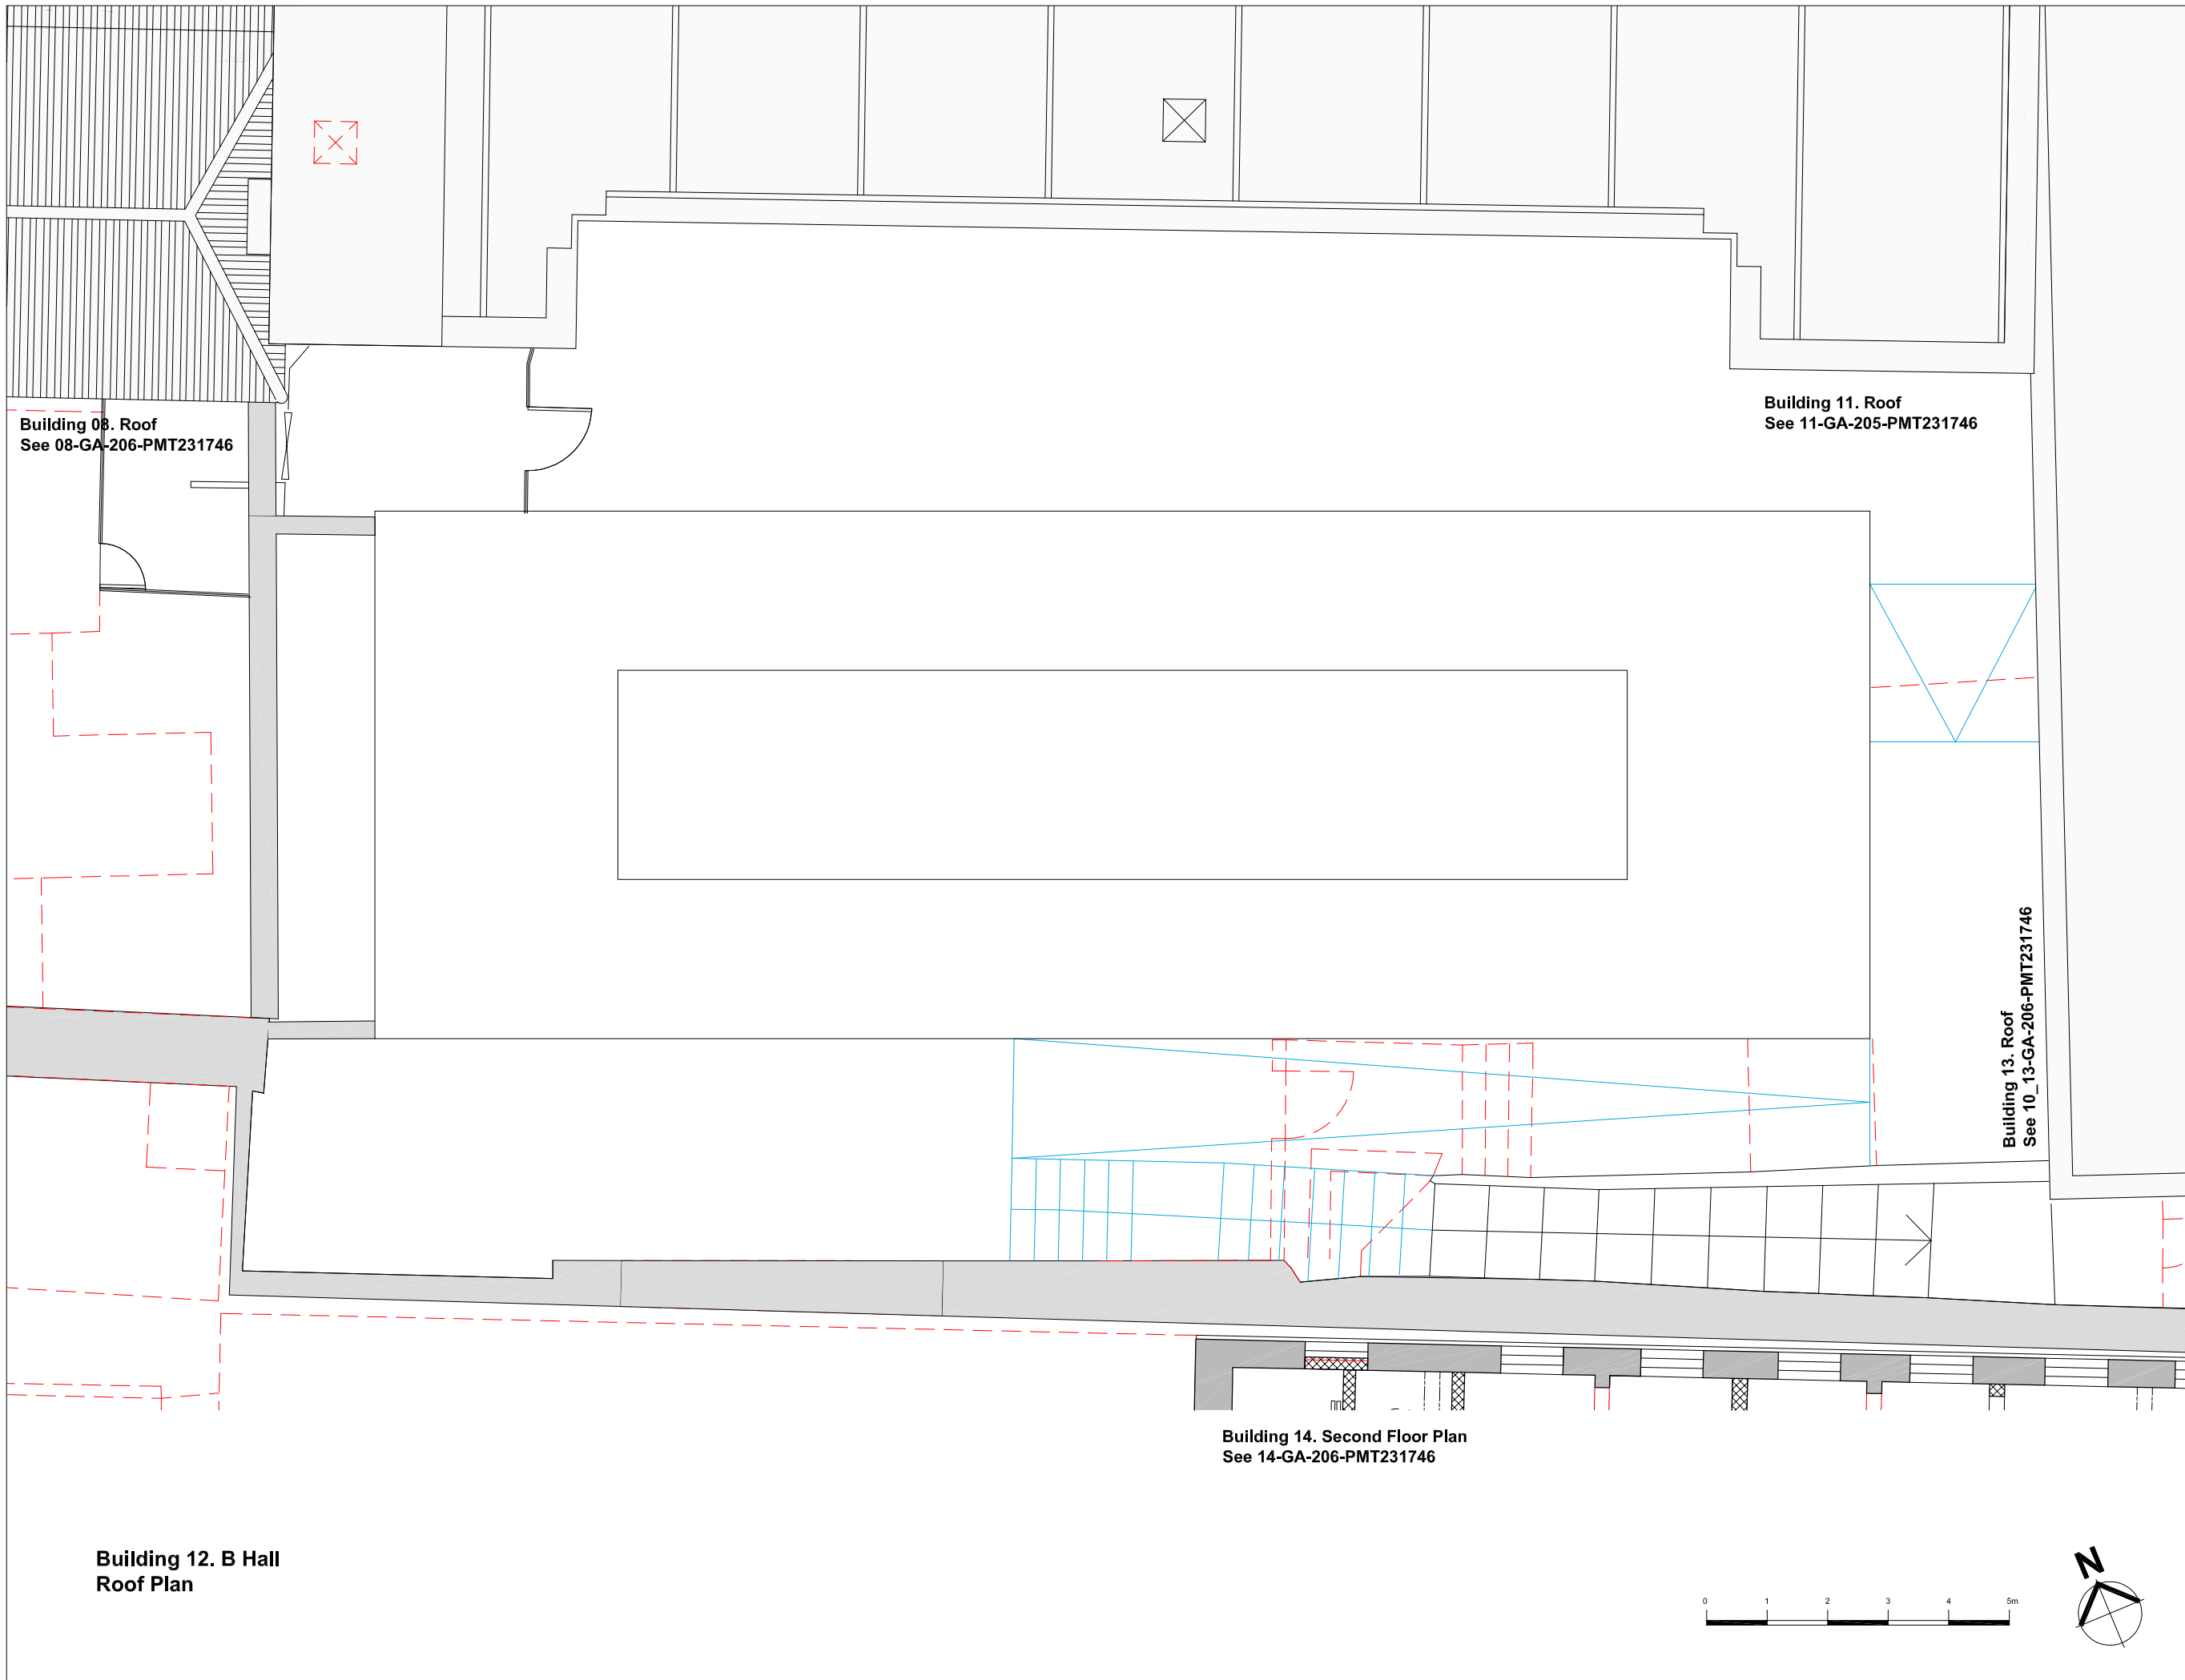 Building 08. Roof
See 08-GA-206-PMT231746
Building 11. Roof
See 11-GA-205-PMT231746
Building 13. Roof
See 10_13-GA-206-PMT231746
Building 14. Second Floor Plan
See 14-GA-206-PMT231746
Building 12. B Hall
Roof Plan
0 1 2 3 4 5m
N